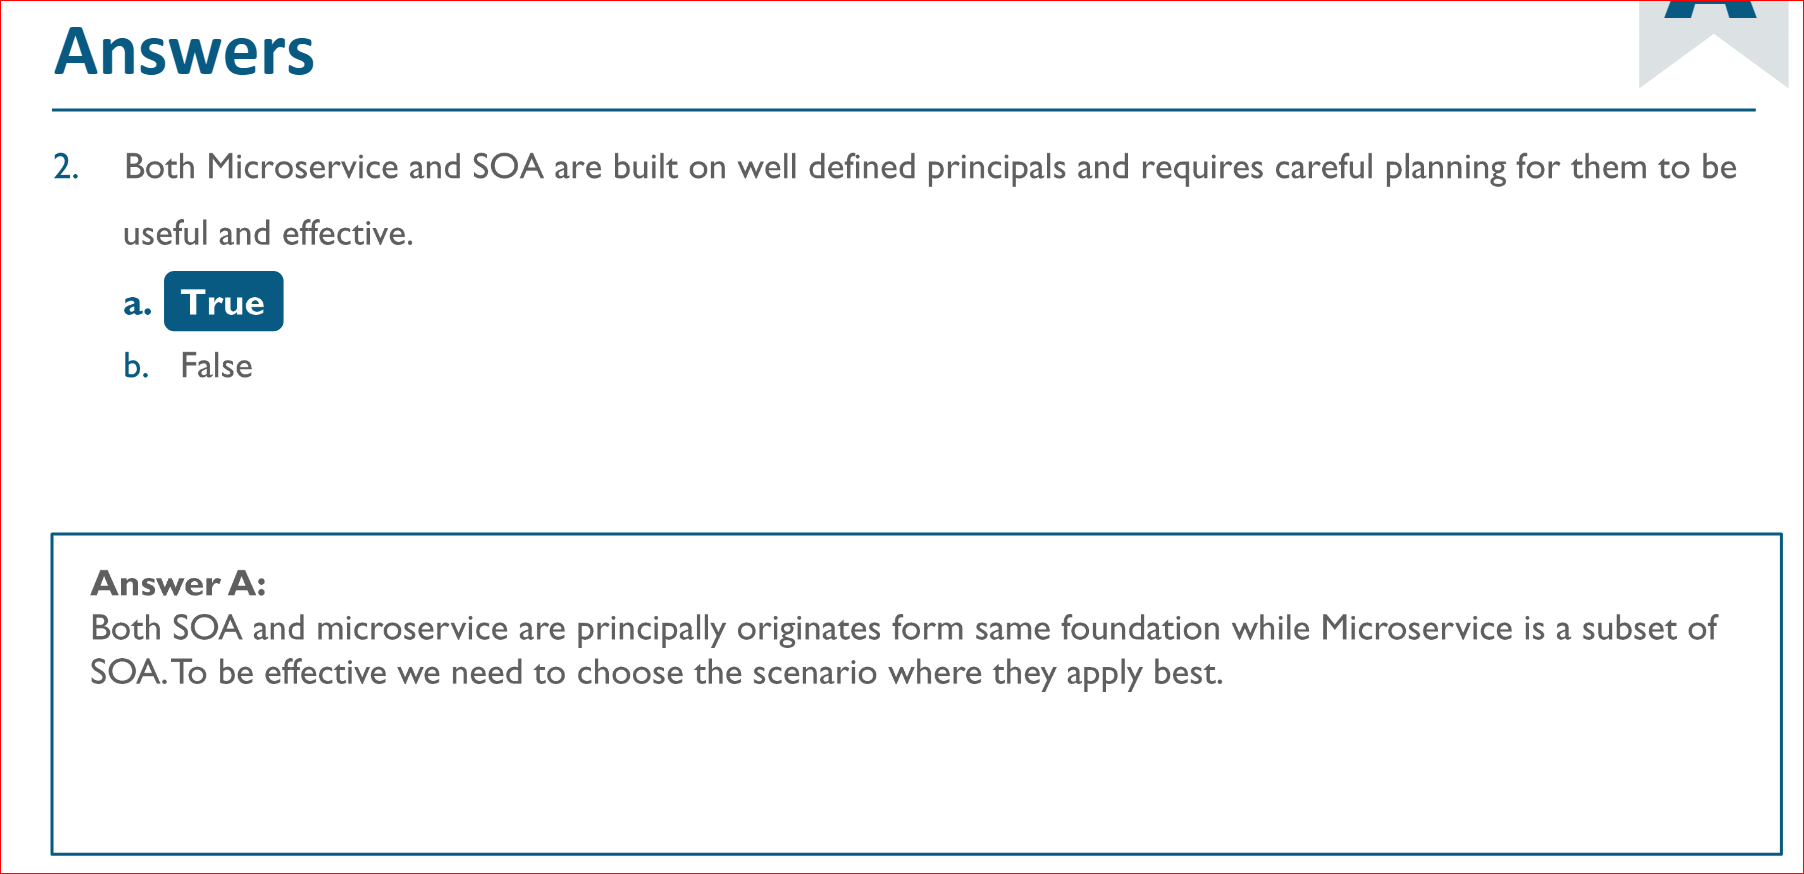 Answers
2. Both Microservice and SOA are built on well defined principals and requires careful planning for them to be
useful and effective.
a. True
b. False
Answer A:
Both SOA and microservice are principally originates form same foundation while Microservice is a subset of
SOA. To be effective we need to choose the scenario where they apply best.